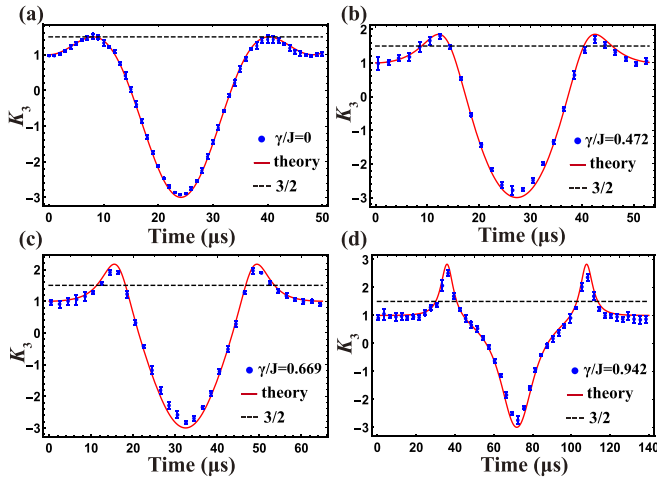 (a)
K3
1
0
−1
−2
−3
γ/J=0
theory
3/2
0 10 20 30 40 50
Time (μs)
(b)
2
1
0
−1
−2
−3
γ/J=0.472
theory
3/2
0 10 20 30 40 50
Time (μs)
(c)
K3
2
1
0
−1
−2
−3
γ/J=0.669
theory
3/2
0 10 20 30 40 50 60
Time (μs)
(d)
3
2
1
0
−1
−2
−3
γ/J=0.942
theory
3/2
0 20 40 60 80 100 120 140
Time (μs)